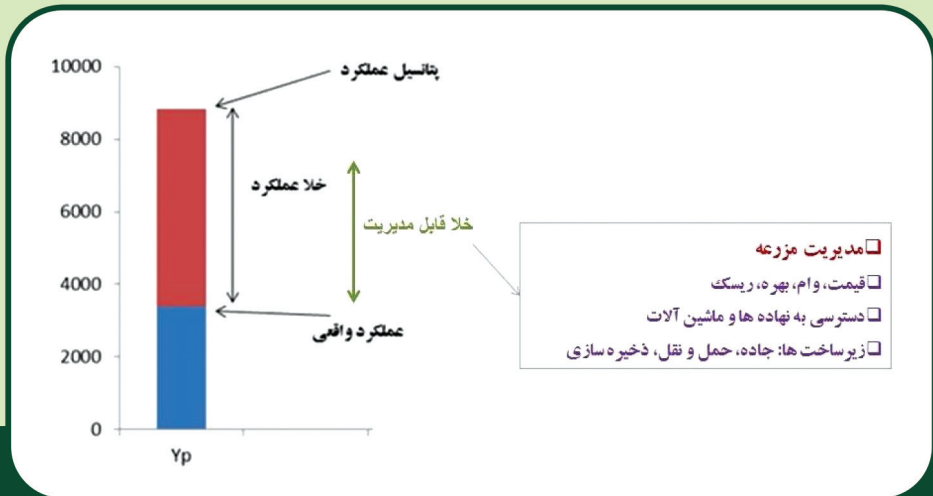 10000
پتانسیل عملکرد
8000
خلا عملکرد
6000
خلا قابل مدیریت
❑مدیریت مزرعه
❑قیمت، وام، بهره، ریسک
❑دسترسی به نهاده ها و ماشین آلات
❑زیرساخت ها: جاده، حمل و نقل، ذخیره سازی
4000
عملکرد واقعی
2000
0
Yp